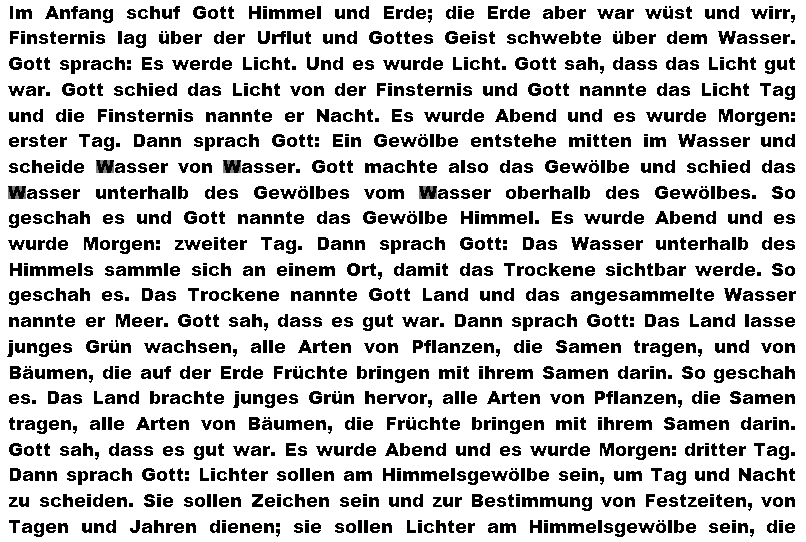 Im Anfang schuf Gott Himmel und Erde; die Erde aber war wüst und wirr,
Finsternis lag über der Urflut und Gottes Geist schwebte über dem Wasser.
Gott sprach: Es werde Licht. Und es wurde Licht. Gott sah, dass das Licht gut
war. Gott schied das Licht von der Finsternis und Gott nannte das Licht Tag
und die Finsternis nannte er Nacht. Es wurde Abend und es wurde Morgen:
erster Tag. Dann sprach Gott: Ein Gewölbe entstehe mitten im Wasser und
scheide Wasser von Wasser. Gott machte also das Gewölbe und schied das
Wasser unterhalb des Gewölbes vom Wasser oberhalb des Gewölbes. So
geschah es und Gott nannte das Gewölbe Himmel. Es wurde Abend und es
wurde Morgen: zweiter Tag. Dann sprach Gott: Das Wasser unterhalb des
Himmels sammle sich an einem Ort, damit das Trockene sichtbar werde. So
geschah es. Das Trockene nannte Gott Land und das angesammelte Wasser
nannte er Meer. Gott sah, dass es gut war. Dann sprach Gott: Das Land lasse
junges Grün wachsen, alle Arten von Pflanzen, die Samen tragen, und von
Bäumen, die auf der Erde Früchte bringen mit ihrem Samen darin. So geschah
es. Das Land brachte junges Grün hervor, alle Arten von Pflanzen, die Samen
tragen, alle Arten von Bäumen, die Früchte bringen mit ihrem Samen darin.
Gott sah, dass es gut war. Es wurde Abend und es wurde Morgen: dritter Tag.
Dann sprach Gott: Lichter sollen am Himmelsgewölbe sein, um Tag und Nacht
zu scheiden. Sie sollen Zeichen sein und zur Bestimmung von Festzeiten, von
Tagen und Jahren dienen; sie sollen Lichter am Himmelsgewölbe sein, die